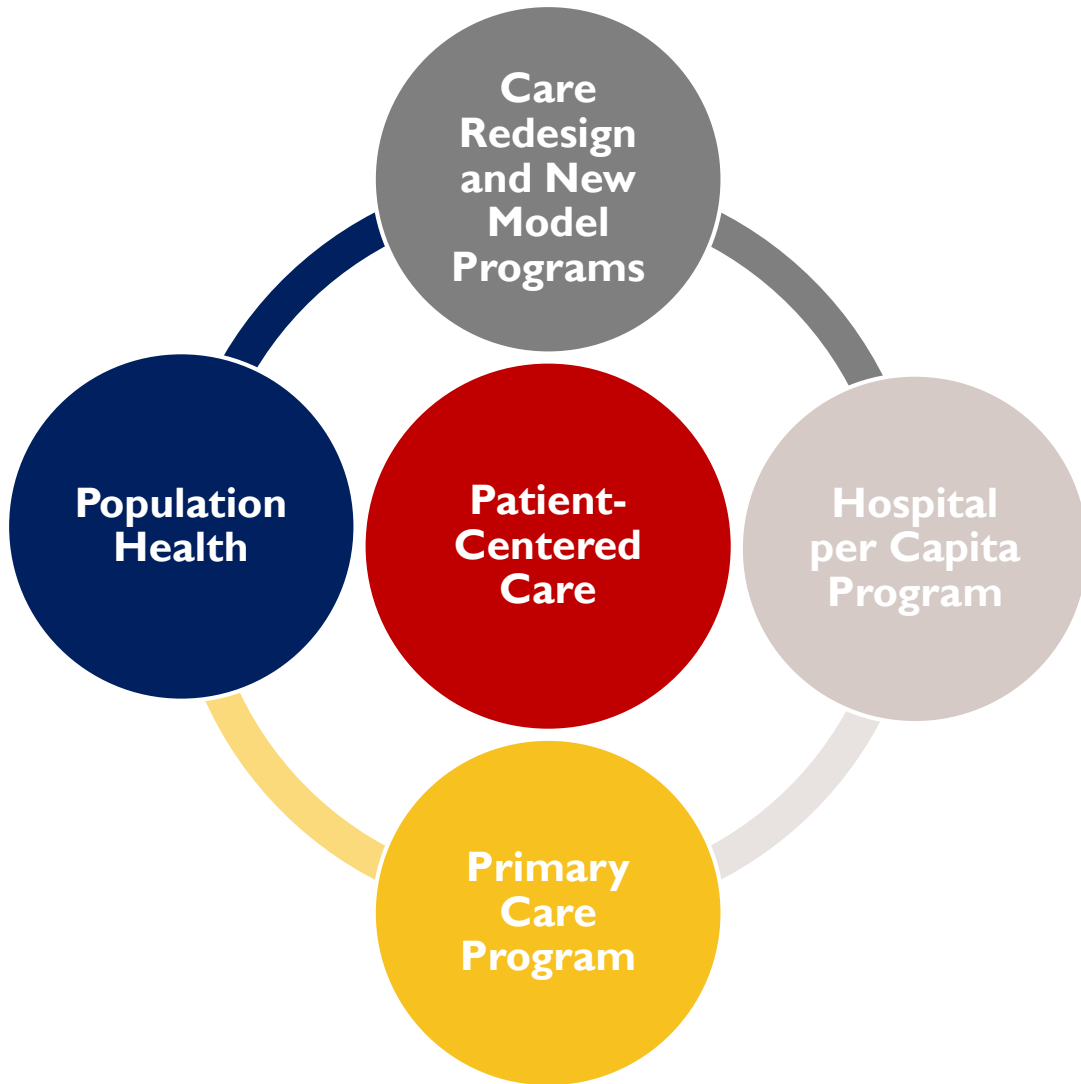 Care
Redesign
and New
Model
Programs
Population
Health
Patient-
Centered
Care
Hospital
per Capita
Program
Primary
Care
Program